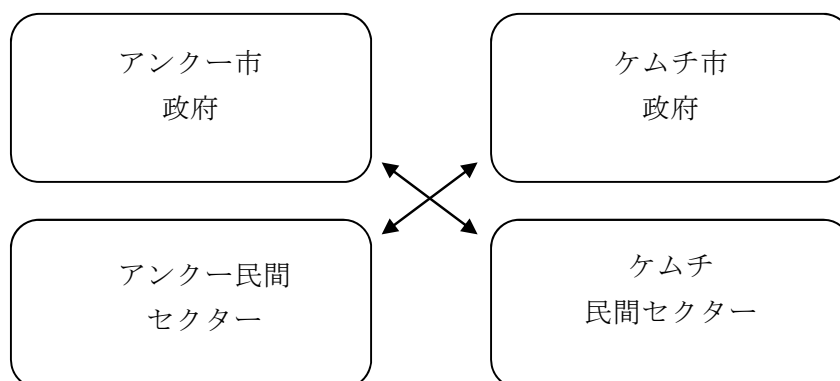 アンクー市
政府
ケムチ市
政府
アンクー民間
セクター
ケムチ
民間セクター